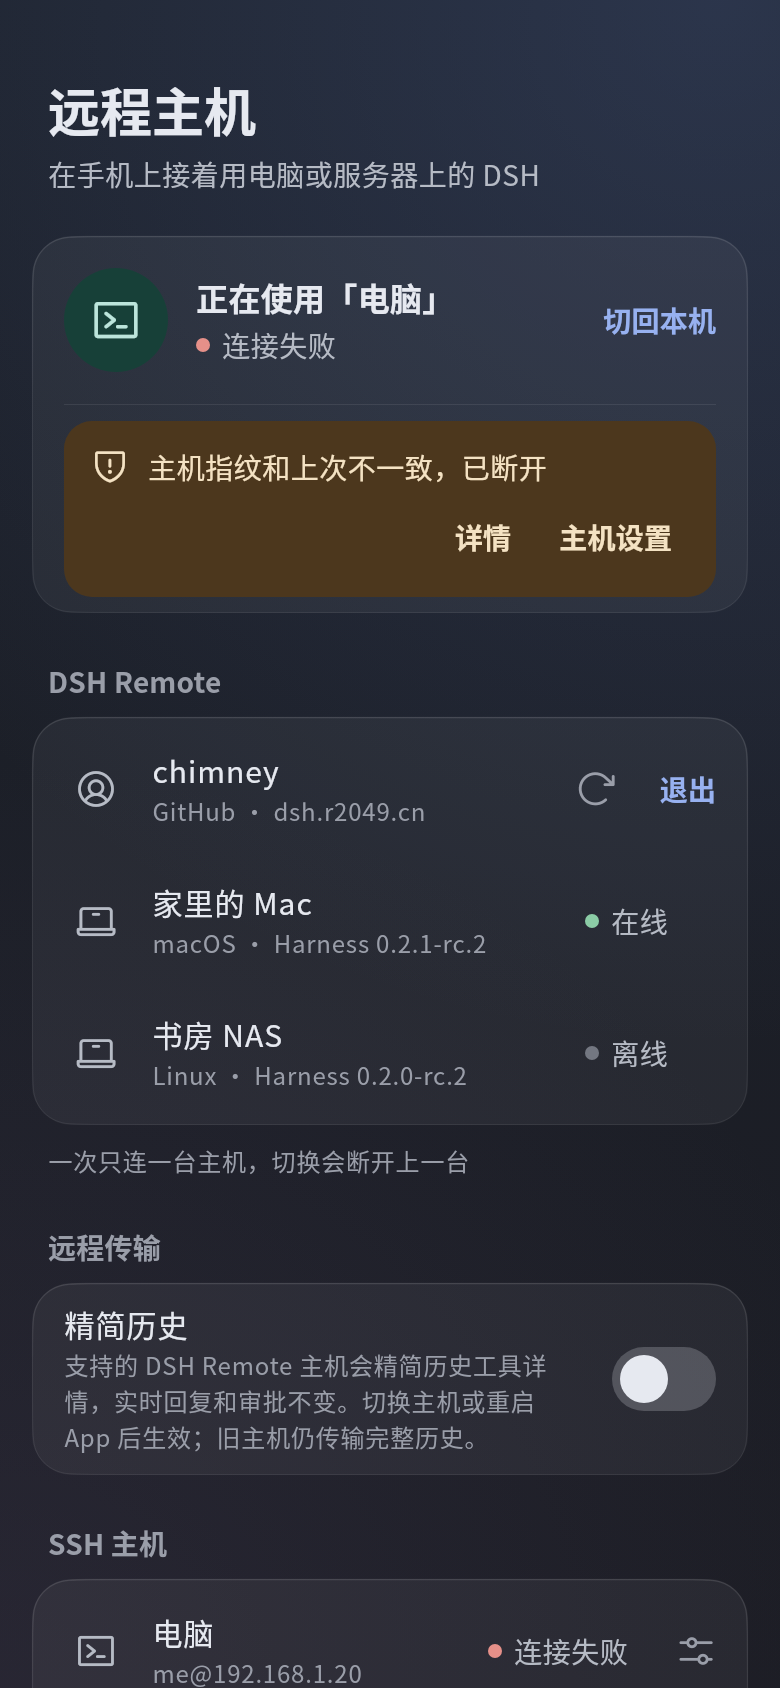 远程主机
在手机上接着用电脑或服务器上的 DSH
正在使用「电脑」
连接失败
切回本机
主机指纹和上次不一致，已断开
详情
主机设置
DSH Remote
chimney
GitHub • dsh.r2049.cn
退出
家里的 Mac
macOS • Harness 0.2.1-rc.2
在线
书房 NAS
Linux • Harness 0.2.0-rc.2
离线
一次只连一台主机，切换会断开上一台
远程传输
精简历史
支持的 DSH Remote 主机会精简历史工具详
情，实时回复和审批不变。切换主机或重启
App 后生效；旧主机仍传输完整历史。
SSH 主机
电脑
me@192.168.1.20
连接失败